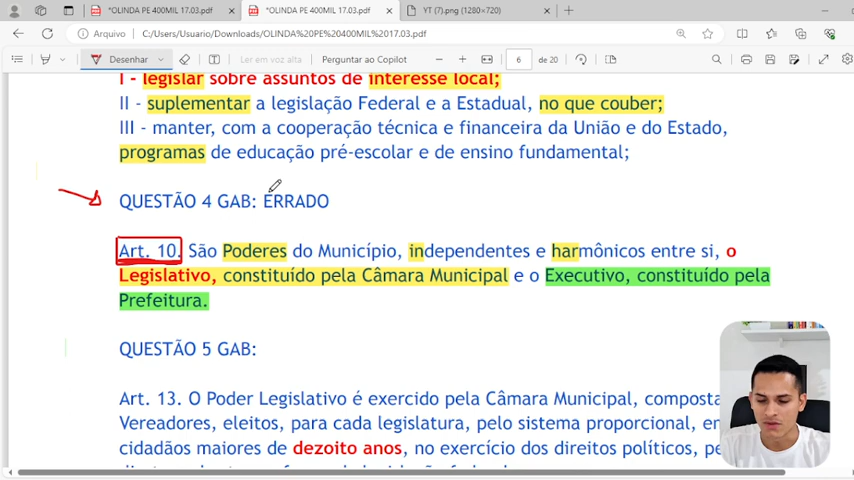 *OLINDA PE 400MIL 17.03.pdf
*OLINDA PE 400MIL 17.03.pdf
YT (7).png (1280×720)
Arquivo
C:/Users/Usuario/Downloads/OLINDA%20PE%20400MIL%2017.03.pdf
Desenhar
Ler em voz alta
Perguntar ao Copilot
6
de 20
I - legislar sobre assuntos de interesse local;
II - suplementar a legislação Federal e a Estadual, no que couber;
III - manter, com a cooperação técnica e financeira da União e do Estado,
programas de educação pré-escolar e de ensino fundamental;
QUESTÃO 4 GAB: ERRADO
Art. 10. São Poderes do Município, independentes e harmônicos entre si, o
Legislativo, constituído pela Câmara Municipal e o Executivo, constituído pela
Prefeitura.
QUESTÃO 5 GAB:
Art. 13. O Poder Legislativo é exercido pela Câmara Municipal, composta
Vereadores, eleitos, para cada legislatura, pelo sistema proporcional,
cidadãos maiores de dezoito anos, no exercício dos direitos políticos,